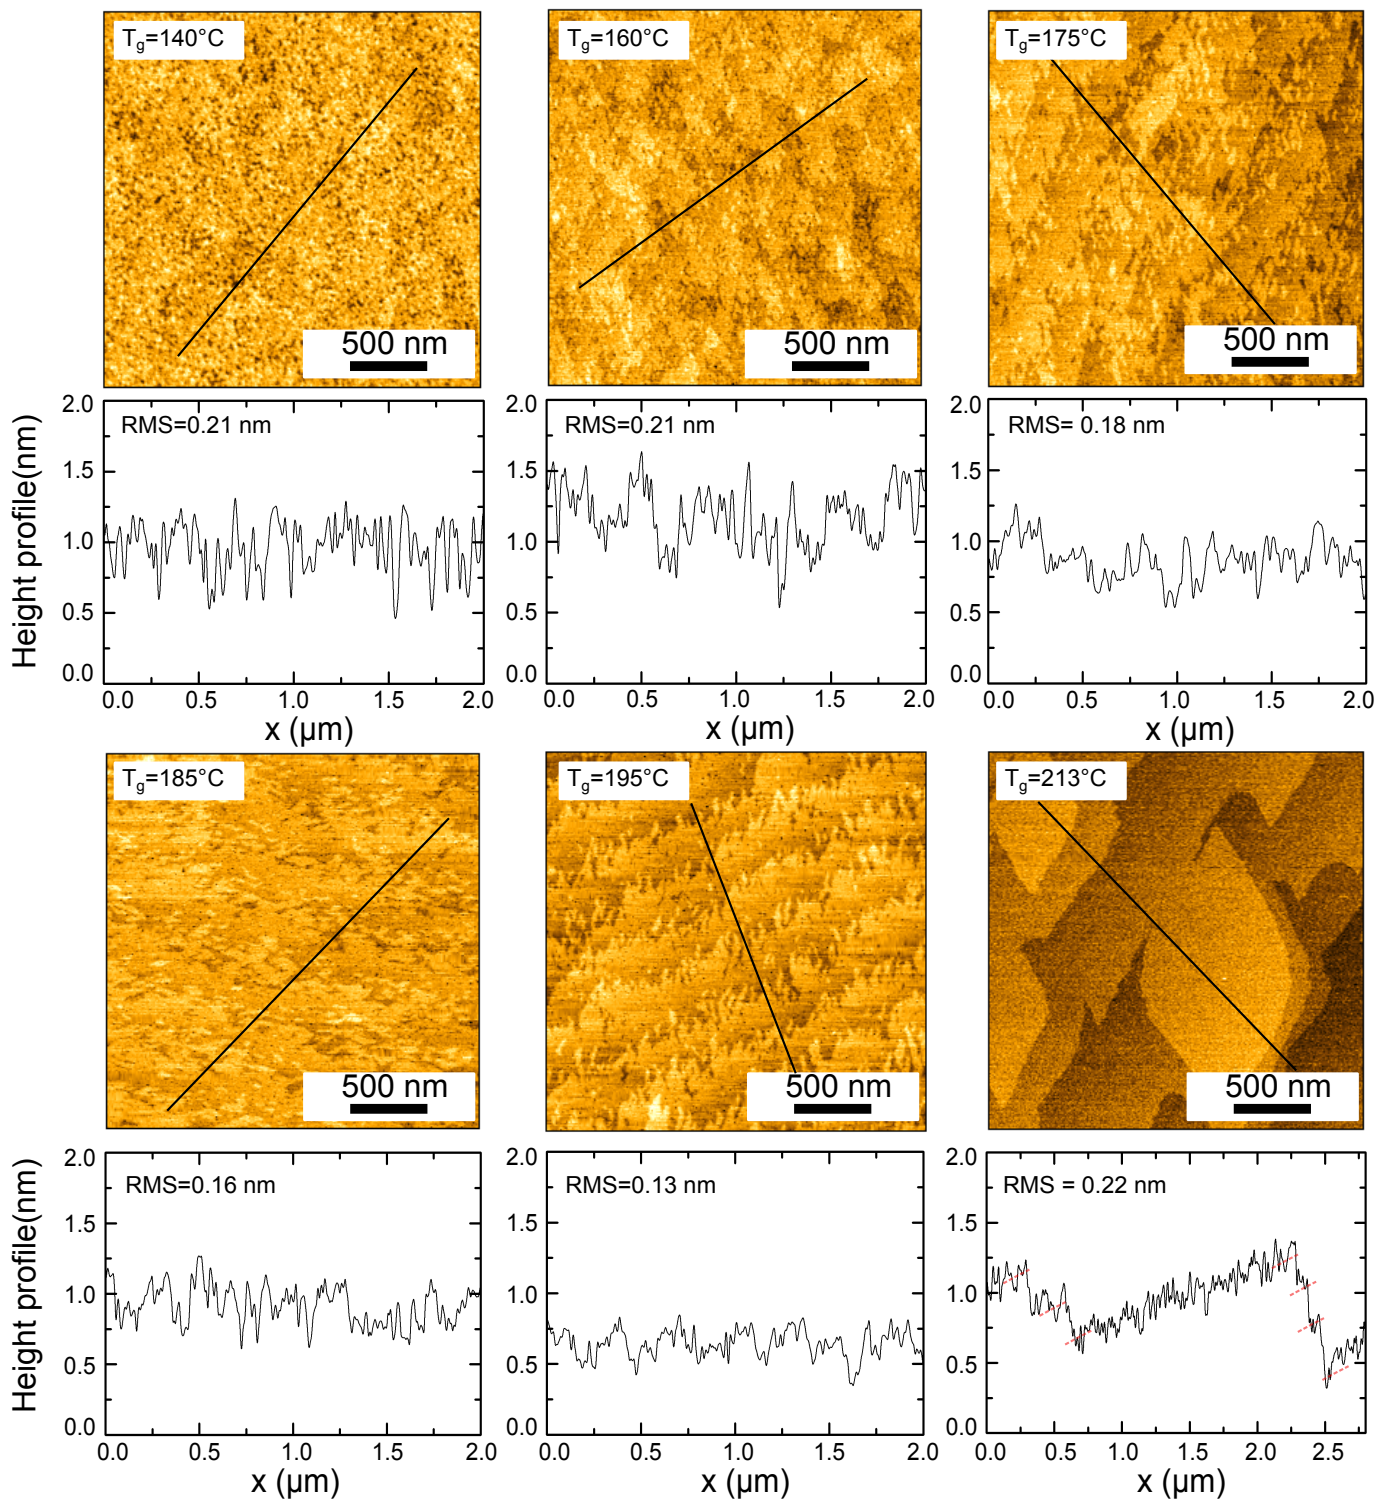 T_g=140°C
T_g=160°C
T_g=175°C
500 nm
500 nm
500 nm
Height profile(nm)
2.0
1.5
1.0
0.5
0.0
RMS=0.21 nm
0.0 0.5 1.0 1.5 2.0
x (µm)
2.0
1.5
1.0
0.5
0.0
RMS=0.21 nm
0.0 0.5 1.0 1.5 2.0
x (µm)
2.0
1.5
1.0
0.5
0.0
RMS= 0.18 nm
0.0 0.5 1.0 1.5 2.0
x (µm)
T_g=185°C
T_g=195°C
T_g=213°C
500 nm
500 nm
500 nm
Height profile(nm)
2.0
1.5
1.0
0.5
0.0
RMS=0.16 nm
0.0 0.5 1.0 1.5 2.0
x (µm)
2.0
1.5
1.0
0.5
0.0
RMS=0.13 nm
0.0 0.5 1.0 1.5 2.0
x (µm)
2.0
1.5
1.0
0.5
0.0
RMS = 0.22 nm
0.0 0.5 1.0 1.5 2.0 2.5
x (µm)